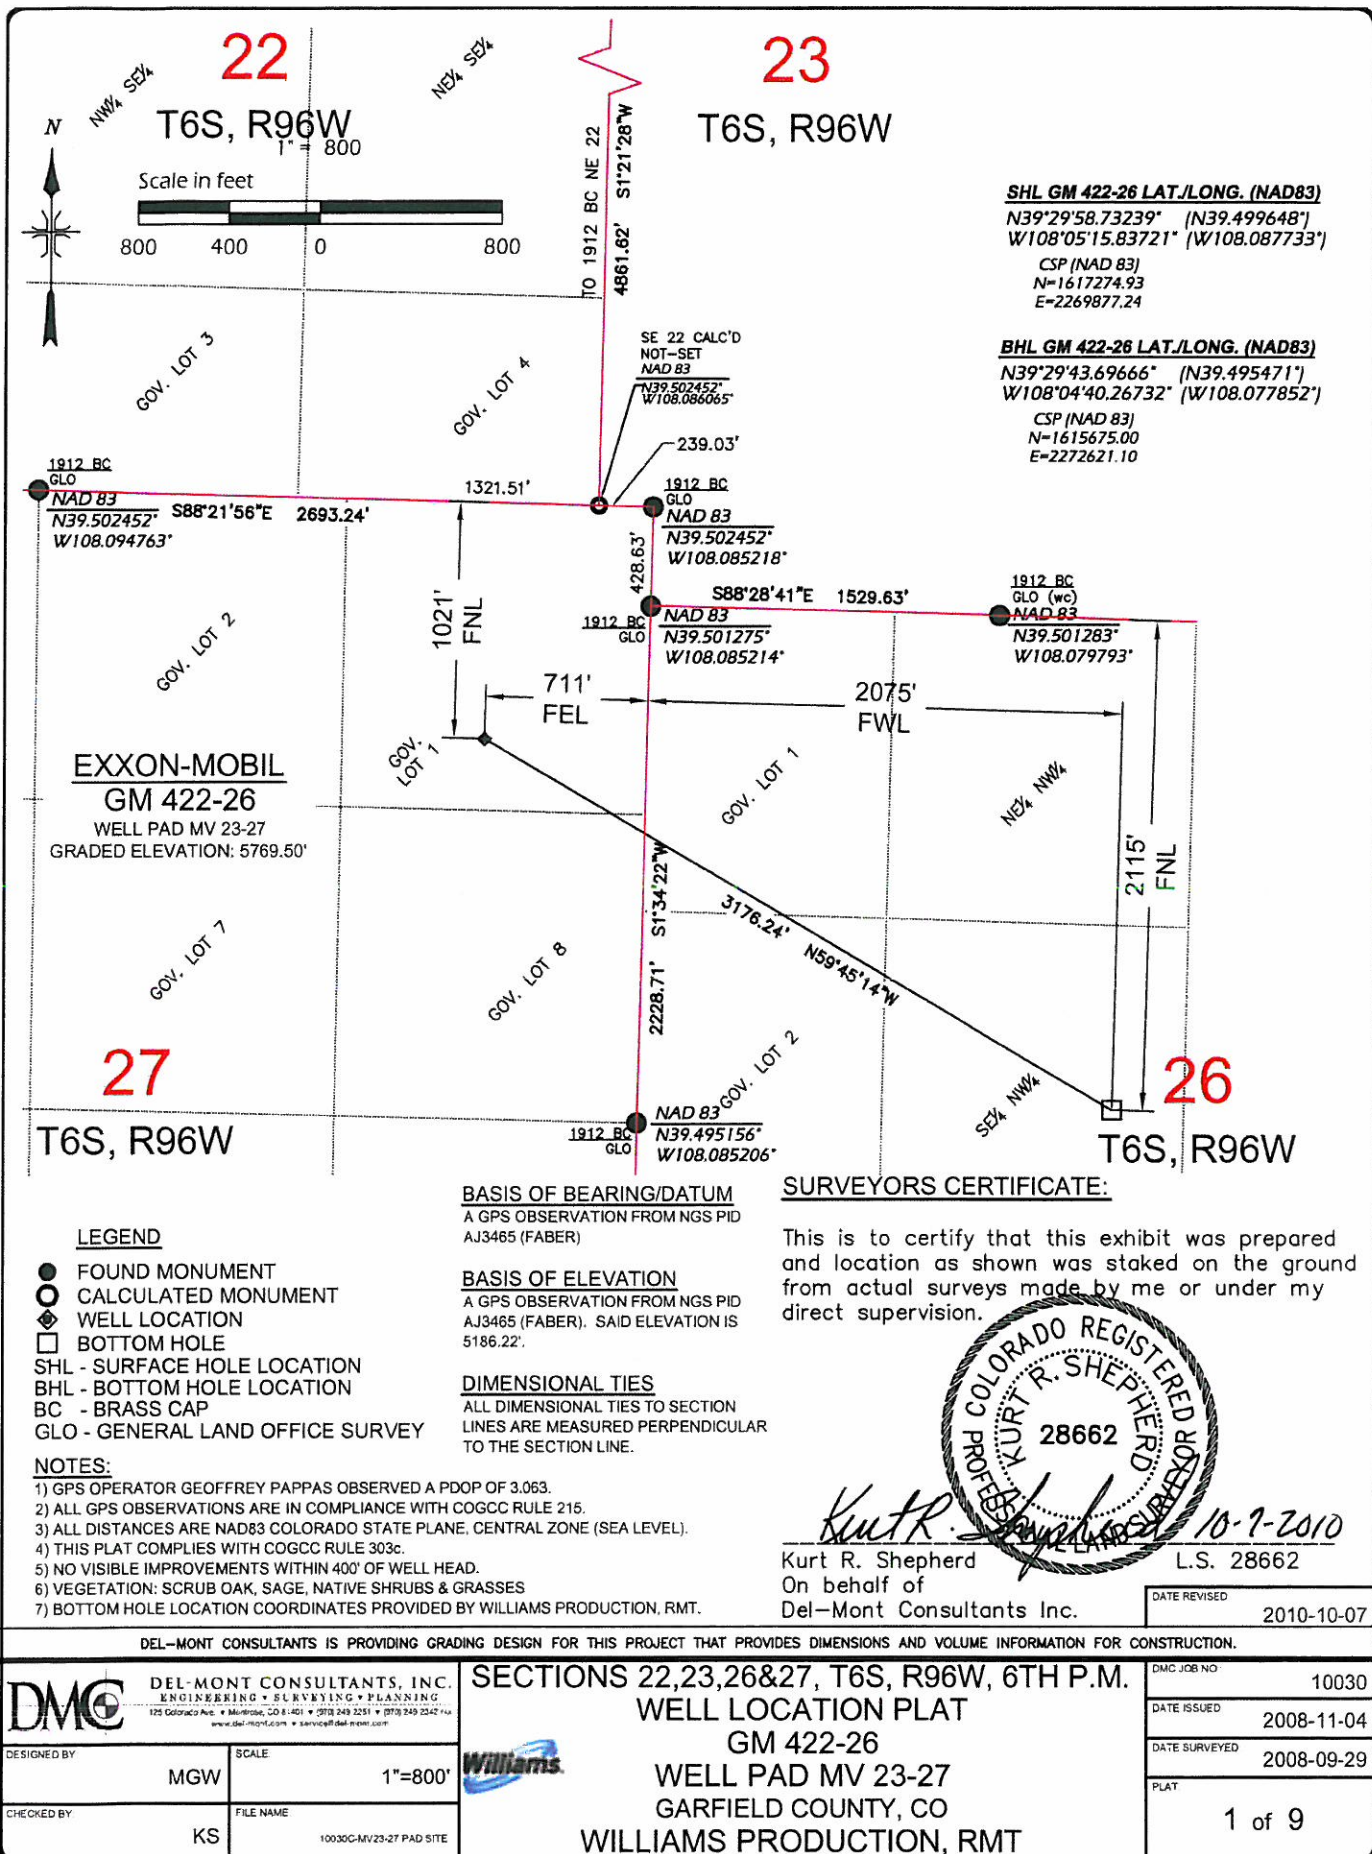 22
23
NW¼ SE¼
NE¼ SE¼
T6S, R96W
T6S, R96W
N
1" = 800
Scale in feet
800 400 0 800
TO 1912 BC NE 22
4861.62' S1°21'28"W
SHL GM 422-26 LAT./LONG. (NAD83)
N39°29'58.73239" (N39.499648°)
W108°05'15.83721" (W108.087733°)
CSP (NAD 83)
N=1617274.93
E=2269877.24
BHL GM 422-26 LAT./LONG. (NAD83)
N39°29'43.69666" (N39.495471°)
W108°04'40.26732" (W108.077852°)
CSP (NAD 83)
N=1615675.00
E=2272621.10
GOV. LOT 3
GOV. LOT 4
SE 22 CALC'D
NOT-SET
NAD 83
N39.502452°
W108.086065°
239.03'
1912 BC
GLO
NAD 83
N39.502452°
W108.094763°
S88°21'56"E 2693.24'
1321.51'
1912 BC
GLO
NAD 83
N39.502452°
W108.085218°
428.63'
S88°28'41"E 1529.63'
1912 BC
GLO (wc)
NAD 83
N39.501283°
W108.079793°
1912 BC
GLO
NAD 83
N39.501275°
W108.085214°
1021'
FNL
GOV. LOT 2
711'
FEL
2075'
FWL
GOV.
LOT 1
GOV. LOT 1
NE¼ NW¼
EXXON-MOBIL
GM 422-26
WELL PAD MV 23-27
GRADED ELEVATION: 5769.50'
2115'
FNL
S1°34'22"W
2228.71'
3176.24' N59°45'14"W
GOV. LOT 7
GOV. LOT 8
GOV. LOT 2
SE¼ NW¼
27
26
T6S, R96W
T6S, R96W
1912 BC
GLO
NAD 83
N39.495156°
W108.085206°
LEGEND
FOUND MONUMENT
CALCULATED MONUMENT
WELL LOCATION
BOTTOM HOLE
SHL - SURFACE HOLE LOCATION
BHL - BOTTOM HOLE LOCATION
BC - BRASS CAP
GLO - GENERAL LAND OFFICE SURVEY
BASIS OF BEARING/DATUM
A GPS OBSERVATION FROM NGS PID
AJ3465 (FABER)
BASIS OF ELEVATION
A GPS OBSERVATION FROM NGS PID
AJ3465 (FABER). SAID ELEVATION IS
5186.22'.
DIMENSIONAL TIES
ALL DIMENSIONAL TIES TO SECTION
LINES ARE MEASURED PERPENDICULAR
TO THE SECTION LINE.
SURVEYORS CERTIFICATE:
This is to certify that this exhibit was prepared
and location as shown was staked on the ground
from actual surveys made by me or under my
direct supervision.
COLORADO REGISTERED
KURT R. SHEPHERD
28662
PROFESSIONAL LAND SURVEYOR
Kurt R. Shepherd 10-7-2010
Kurt R. Shepherd L.S. 28662
On behalf of
Del-Mont Consultants Inc.
NOTES:
1) GPS OPERATOR GEOFFREY PAPPAS OBSERVED A PDOP OF 3.063.
2) ALL GPS OBSERVATIONS ARE IN COMPLIANCE WITH COGCC RULE 215.
3) ALL DISTANCES ARE NAD83 COLORADO STATE PLANE, CENTRAL ZONE (SEA LEVEL).
4) THIS PLAT COMPLIES WITH COGCC RULE 303c.
5) NO VISIBLE IMPROVEMENTS WITHIN 400' OF WELL HEAD.
6) VEGETATION: SCRUB OAK, SAGE, NATIVE SHRUBS & GRASSES
7) BOTTOM HOLE LOCATION COORDINATES PROVIDED BY WILLIAMS PRODUCTION, RMT.
DATE REVISED
2010-10-07
DEL-MONT CONSULTANTS IS PROVIDING GRADING DESIGN FOR THIS PROJECT THAT PROVIDES DIMENSIONS AND VOLUME INFORMATION FOR CONSTRUCTION.
DMC
DEL-MONT CONSULTANTS, INC.
ENGINEERING ▾ SURVEYING ▾ PLANNING
125 Colorado Ave. ▾ Montrose, CO 81401 ▾ (970) 249 2251 ▾ (970) 249 2342 FAX
www.del-mont.com ▾ service@del-mont.com
DESIGNED BY
MGW
SCALE
1"=800'
CHECKED BY
KS
FILE NAME
10030C-MV23-27 PAD SITE
Williams
SECTIONS 22,23,26&27, T6S, R96W, 6TH P.M.
WELL LOCATION PLAT
GM 422-26
WELL PAD MV 23-27
GARFIELD COUNTY, CO
WILLIAMS PRODUCTION, RMT
DMC JOB NO
10030
DATE ISSUED
2008-11-04
DATE SURVEYED
2008-09-29
PLAT
1 of 9